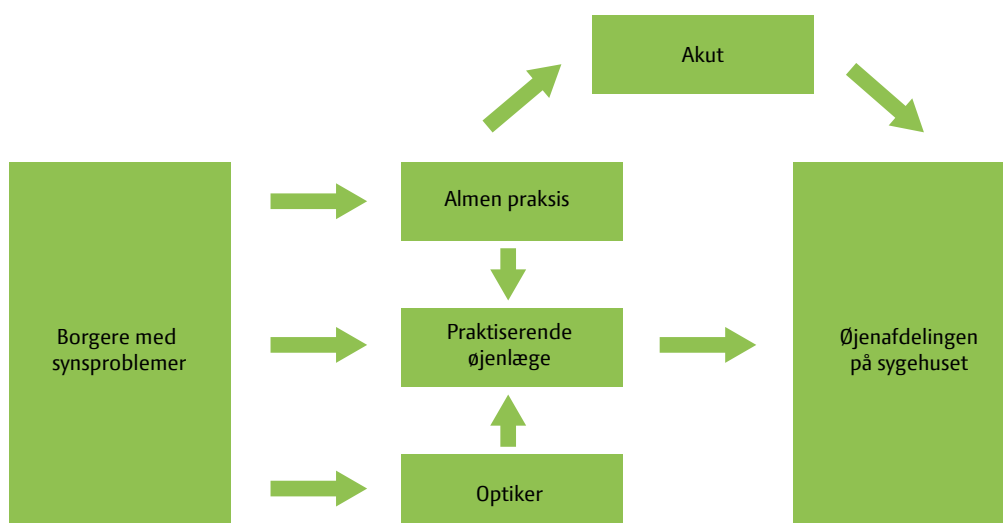 Akut
Almen praksis
Borgere med
synsproblemer
Praktiserende
øjenlæge
Øjenafdelingen
på sygehuset
Optiker